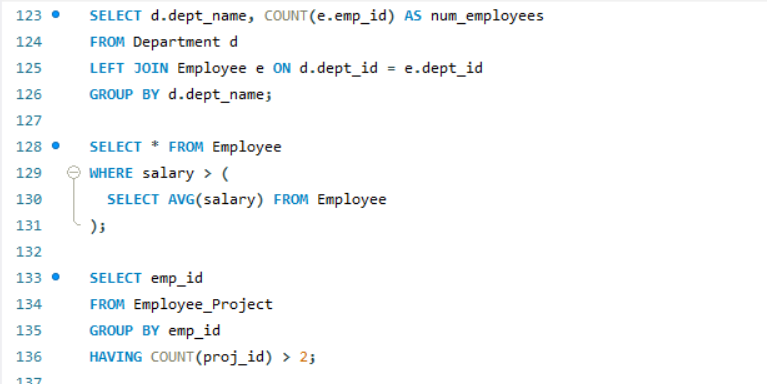 123 SELECT d.dept_name, COUNT(e.emp_id) AS num_employees
124 FROM Department d
125 LEFT JOIN Employee e ON d.dept_id = e.dept_id
126 GROUP BY d.dept_name;
127
128 SELECT * FROM Employee
129 WHERE salary > (
130 SELECT AVG(salary) FROM Employee
131 );
132
133 SELECT emp_id
134 FROM Employee_Project
135 GROUP BY emp_id
136 HAVING COUNT(proj_id) > 2;
137